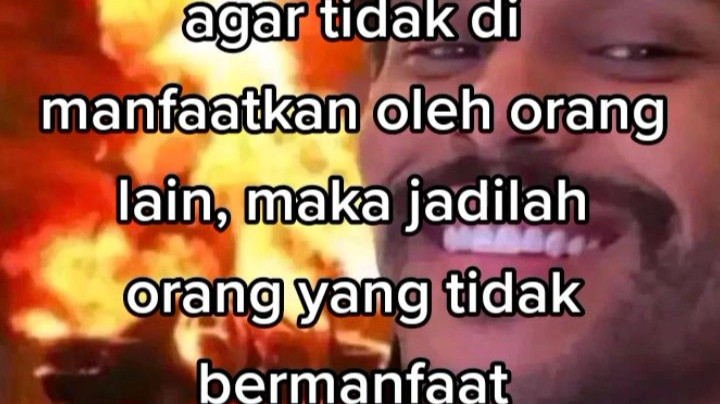 agar tidak di
manfaatkan oleh orang
lain, maka jadilah
orang yang tidak
bermanfaat